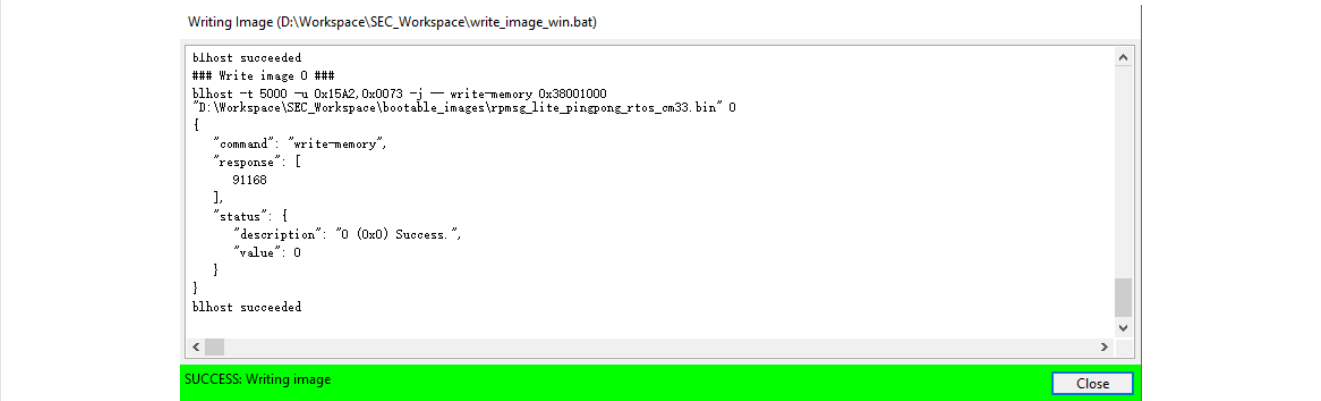 Writing Image (D:\Workspace\SEC_Workspace\write_image_win.bat)
blhost succeeded
### Write image 0 ###
blhost -t 5000 -u 0x15A2,0x0073 -j -- write-memory 0x38001000
"D:\Workspace\SEC_Workspace\bootable_images\rpmsg_lite_pingpong_rtos_cm33.bin" 0
{
"command": "write-memory",
"response": [
91168
],
"status": {
"description": "0 (0x0) Success.",
"value": 0
}
}
blhost succeeded
SUCCESS: Writing image
Close